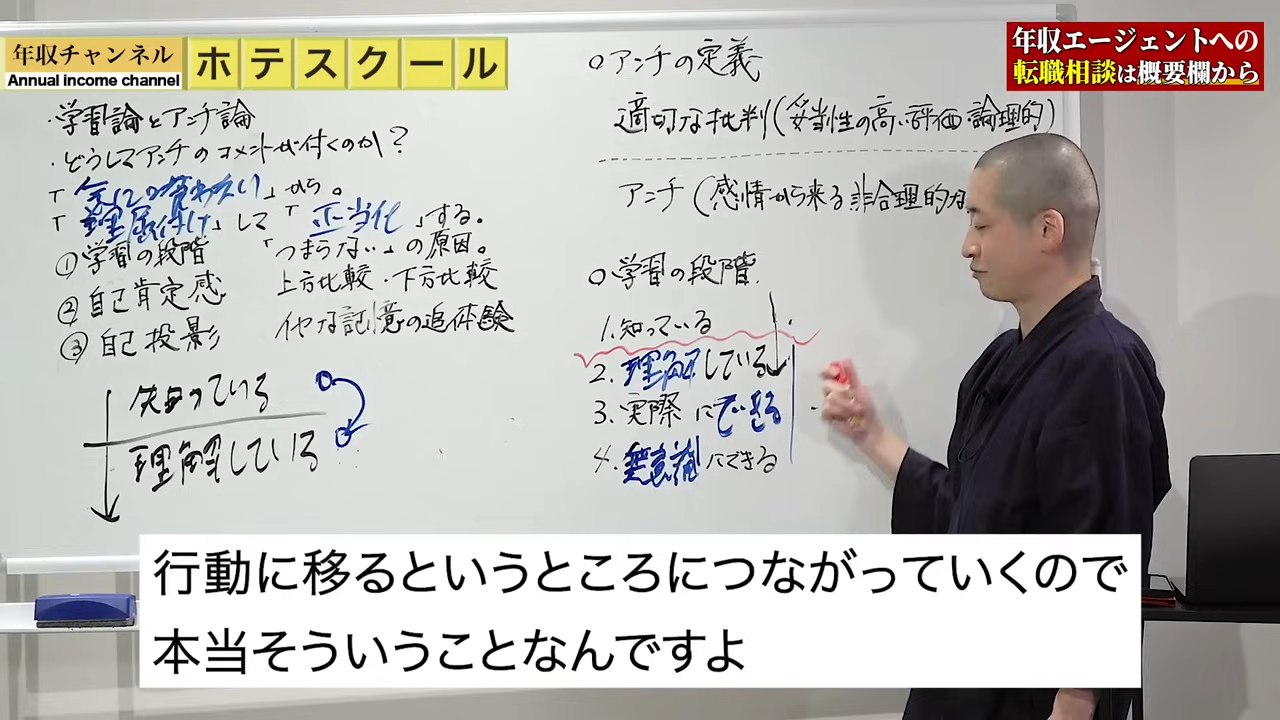 年収チャンネル
Annual income channel
ホテスクール
年収エージェントへの
転職相談は概要欄から
・学習論とアンチ論
・どうしてアンチのコメントが付くのか?
「気に食わない」から。
「理屈付け」して「正当化」する。
①学習の段階 「つまらない」の原因。
②自己肯定感 上方比較・下方比較
③自己投影 イヤな記憶の追体験
知っている
理解している
○アンチの定義
適切な批判(妥当性の高い評価・論理的)
アンチ(感情から来る非合理的な
○学習の段階
1.知っている
2.理解している
3.実際にできる
4.無意識にできる
行動に移るというところにつながっていくので
本当そういうことなんですよ